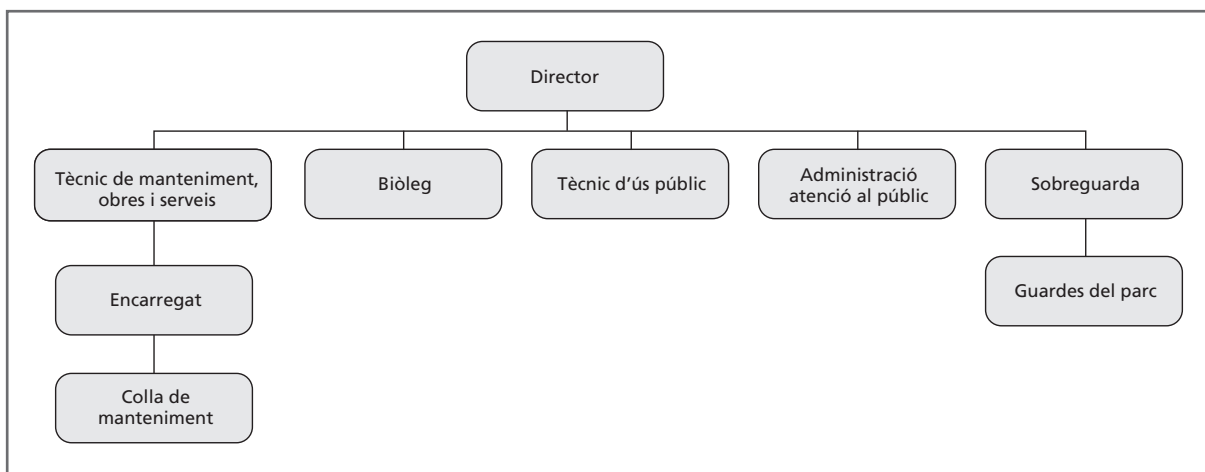 Director
Tècnic de manteniment,
obres i serveis
Biòleg
Tècnic d'ús públic
Administració
atenció al públic
Sobreguarda
Encarregat
Guardes del parc
Colla de
manteniment